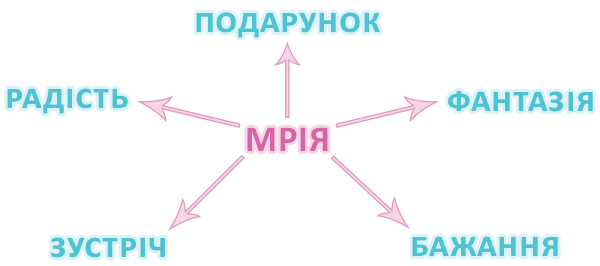 ПОДАРУНОК
РАДІСТЬ
ФАНТАЗІЯ
МРІЯ
ЗУСТРІЧ
БАЖАННЯ